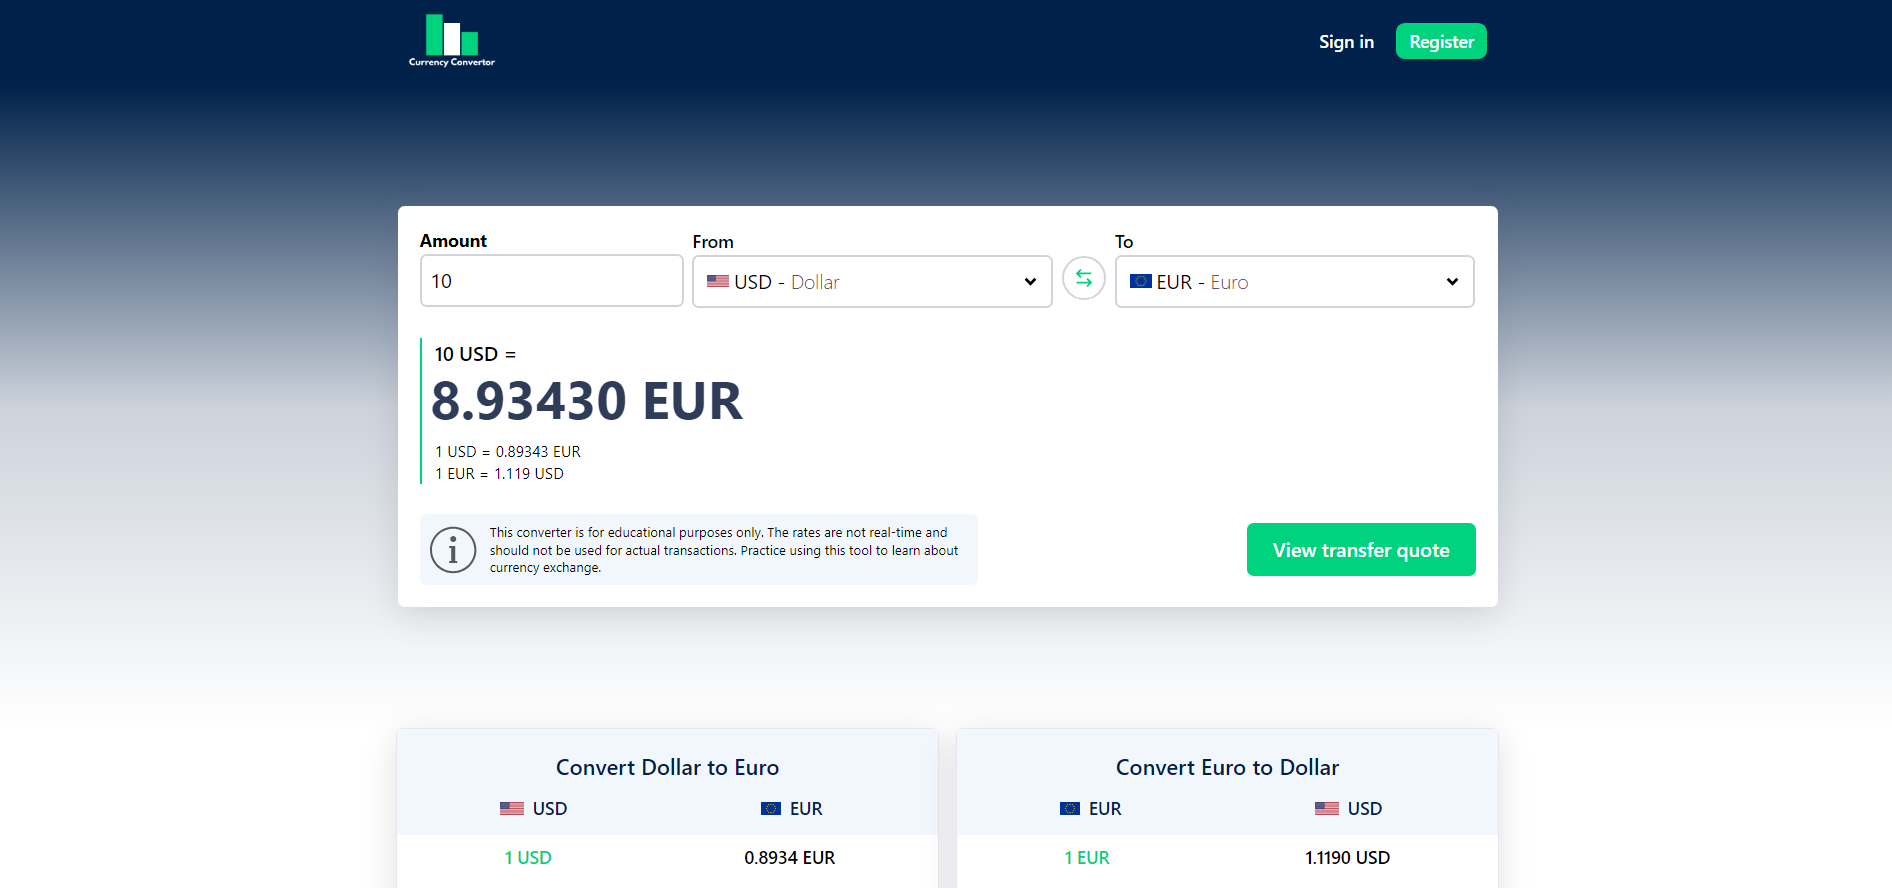 Currency Convertor
Sign in
Register
Amount
From
To
10
USD - Dollar
EUR - Euro
10 USD =
8.93430 EUR
1 USD = 0.89343 EUR
1 EUR = 1.119 USD
This converter is for educational purposes only. The rates are not real-time and
should not be used for actual transactions. Practice using this tool to learn about
currency exchange.
View transfer quote
Convert Dollar to Euro
USD
EUR
1 USD
0.8934 EUR
Convert Euro to Dollar
EUR
USD
1 EUR
1.1190 USD